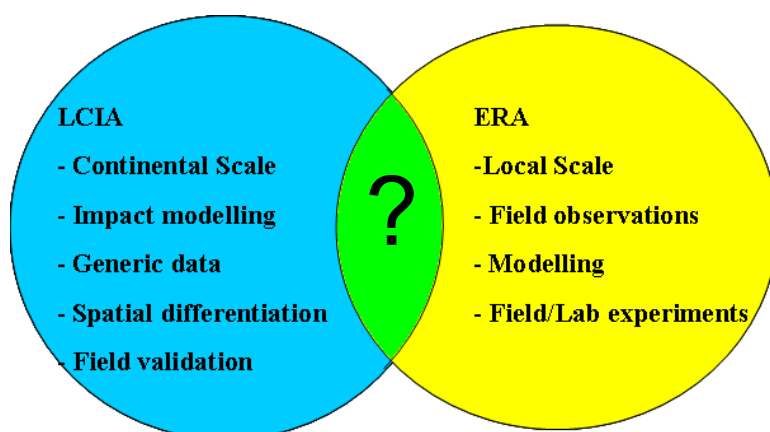 LCIA
- Continental Scale
- Impact modelling
- Generic data
- Spatial differentiation
- Field validation
?
ERA
-Local Scale
- Field observations
- Modelling
- Field/Lab experiments